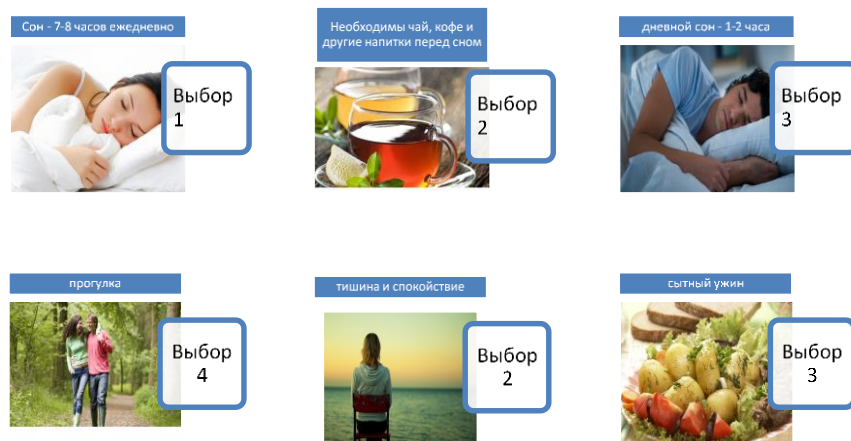 Сон - 7-8 часов ежедневно
Необходимы чай, кофе и
другие напитки перед сном
дневной сон - 1-2 часа
Выбор
1
Выбор
2
Выбор
3
прогулка
тишина и спокойствие
сытный ужин
Выбор
4
Выбор
2
Выбор
3